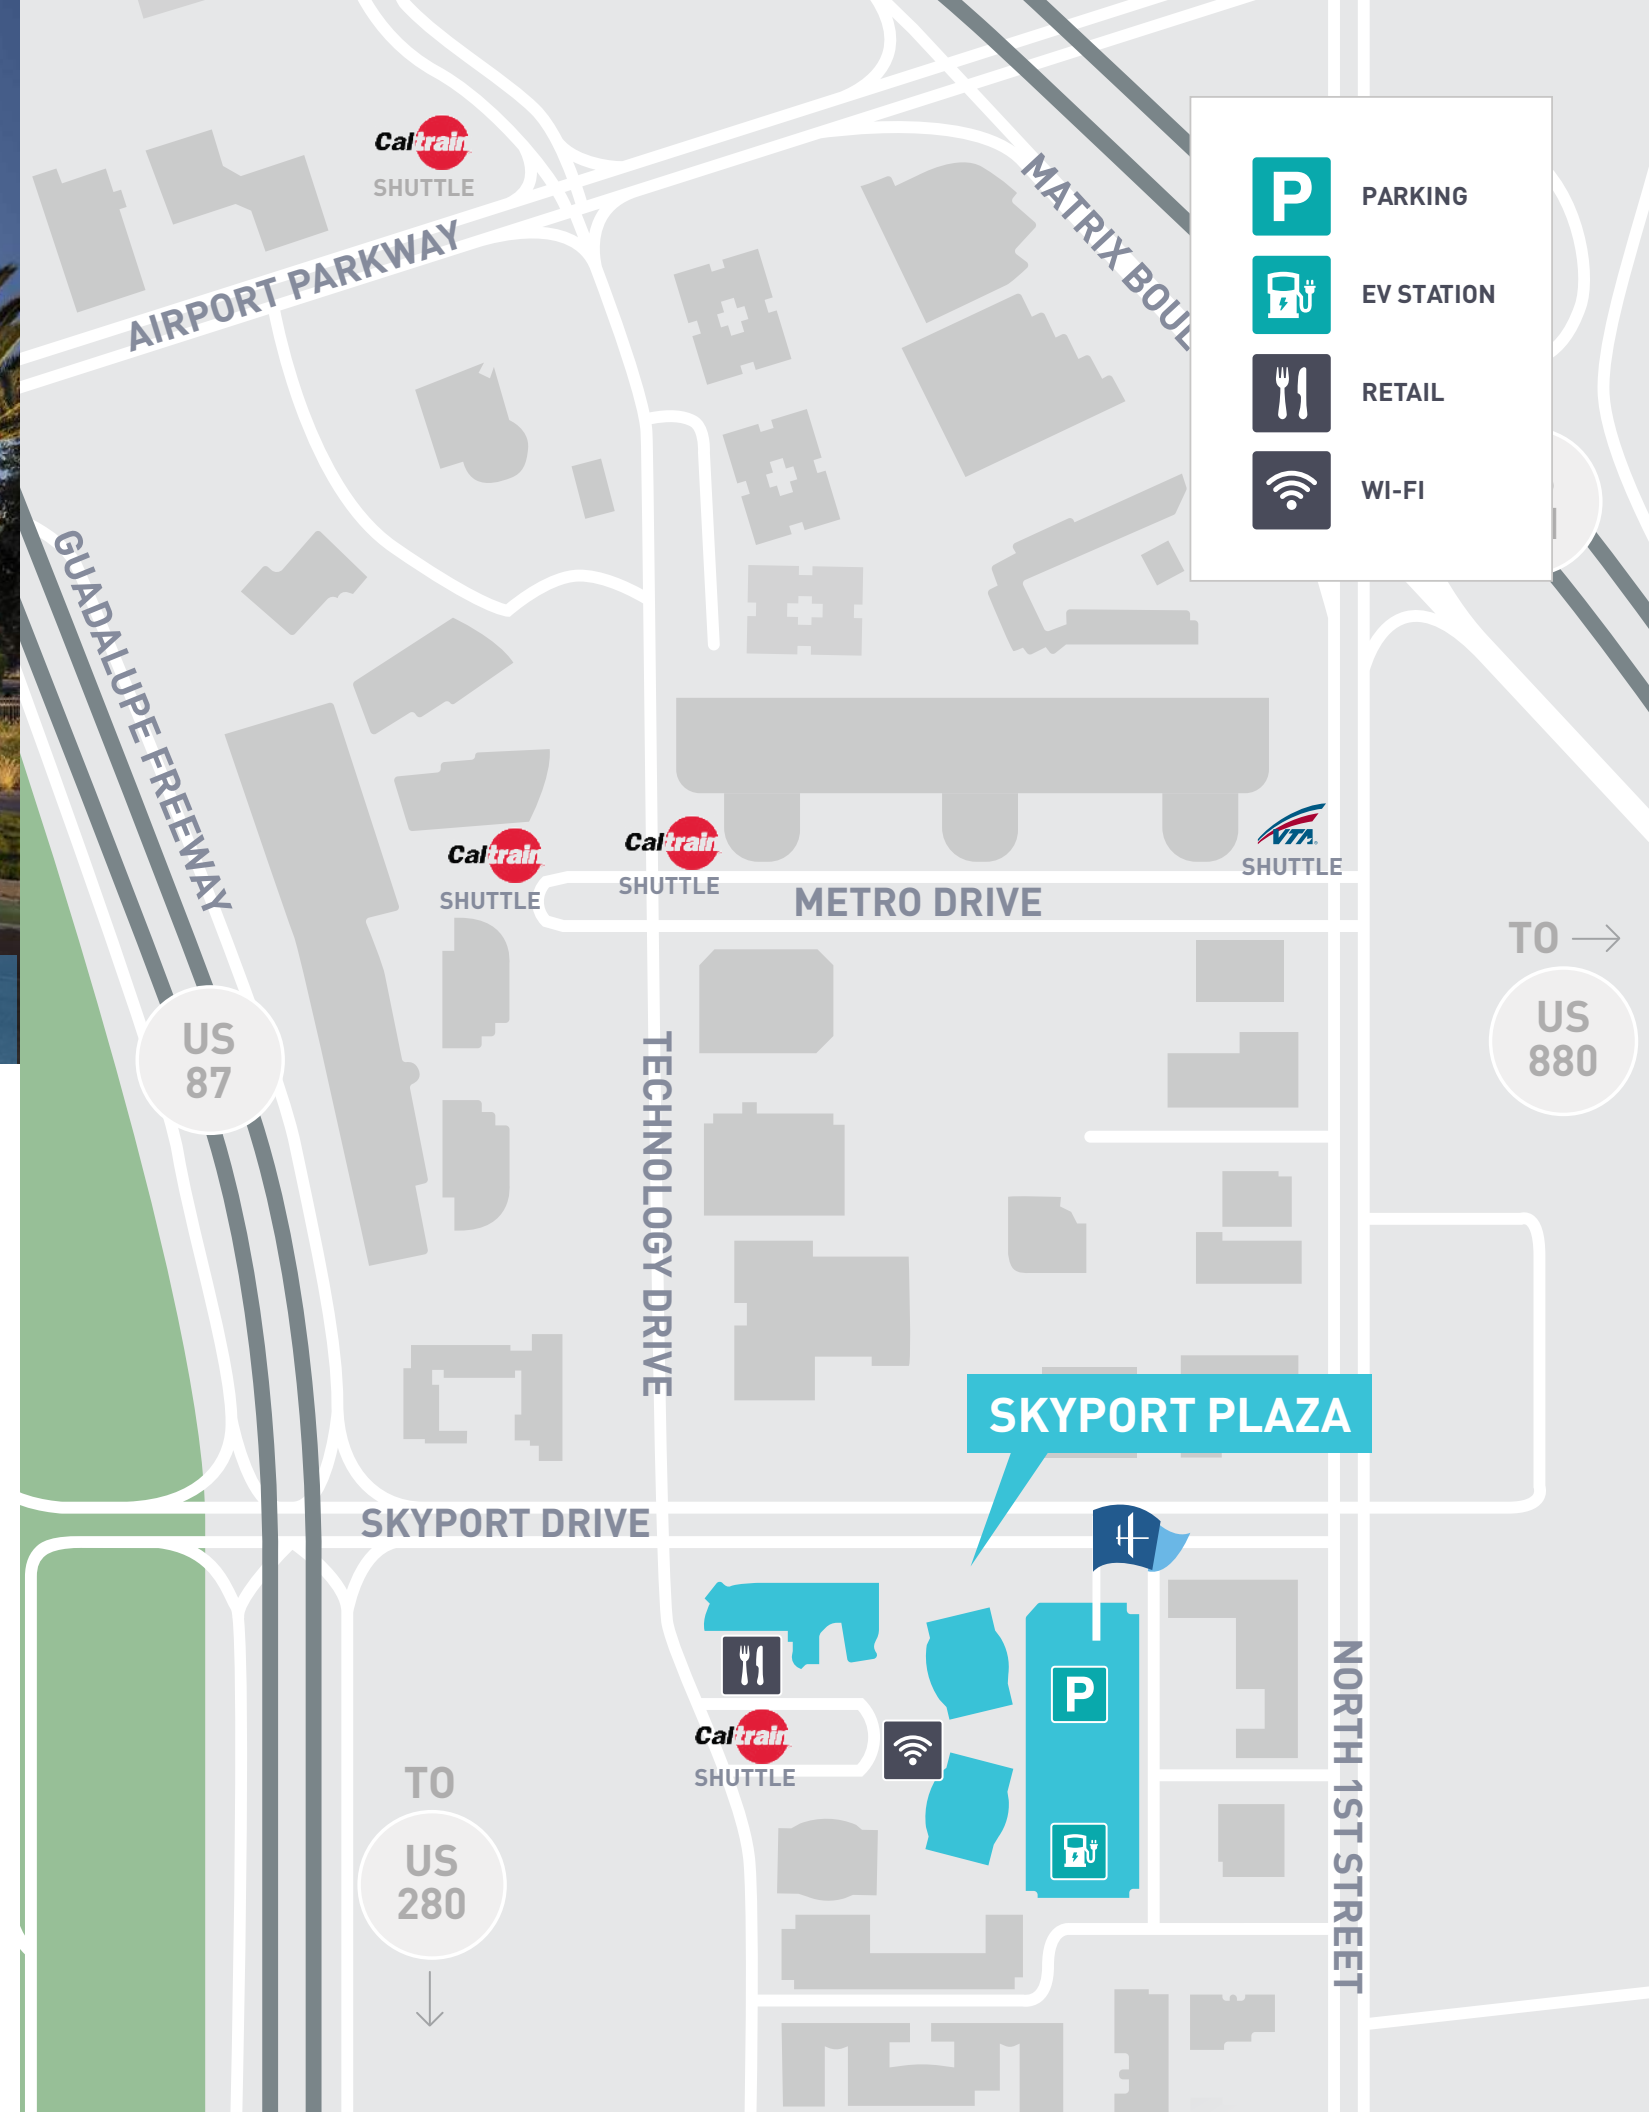 Caltrain
SHUTTLE
AIRPORT PARKWAY
MATRIX BOUL
P PARKING
EV STATION
RETAIL
WI-FI
GUADALUPE FREEWAY
Caltrain
SHUTTLE
Caltrain
SHUTTLE
METRO DRIVE
VTA
SHUTTLE
TO
US
880
US
87
TECHNOLOGY DRIVE
SKYPORT PLAZA
SKYPORT DRIVE
P
Caltrain
SHUTTLE
NORTH 1ST STREET
TO
US
280